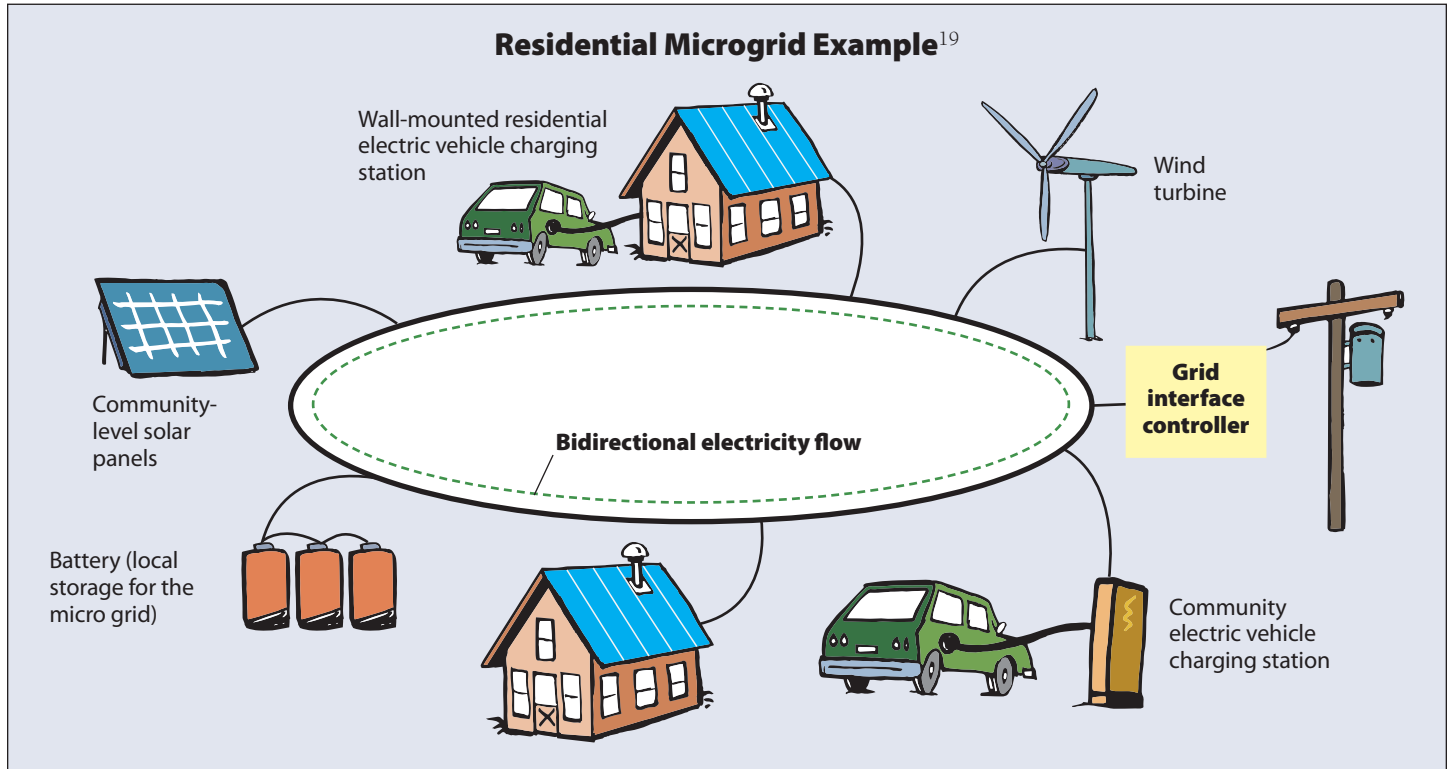 Residential Microgrid Example19
Wall-mounted residential
electric vehicle charging
station
Wind
turbine
Grid
interface
controller
Community-
level solar
panels
Bidirectional electricity flow
Battery (local
storage for the
micro grid)
Community
electric vehicle
charging station